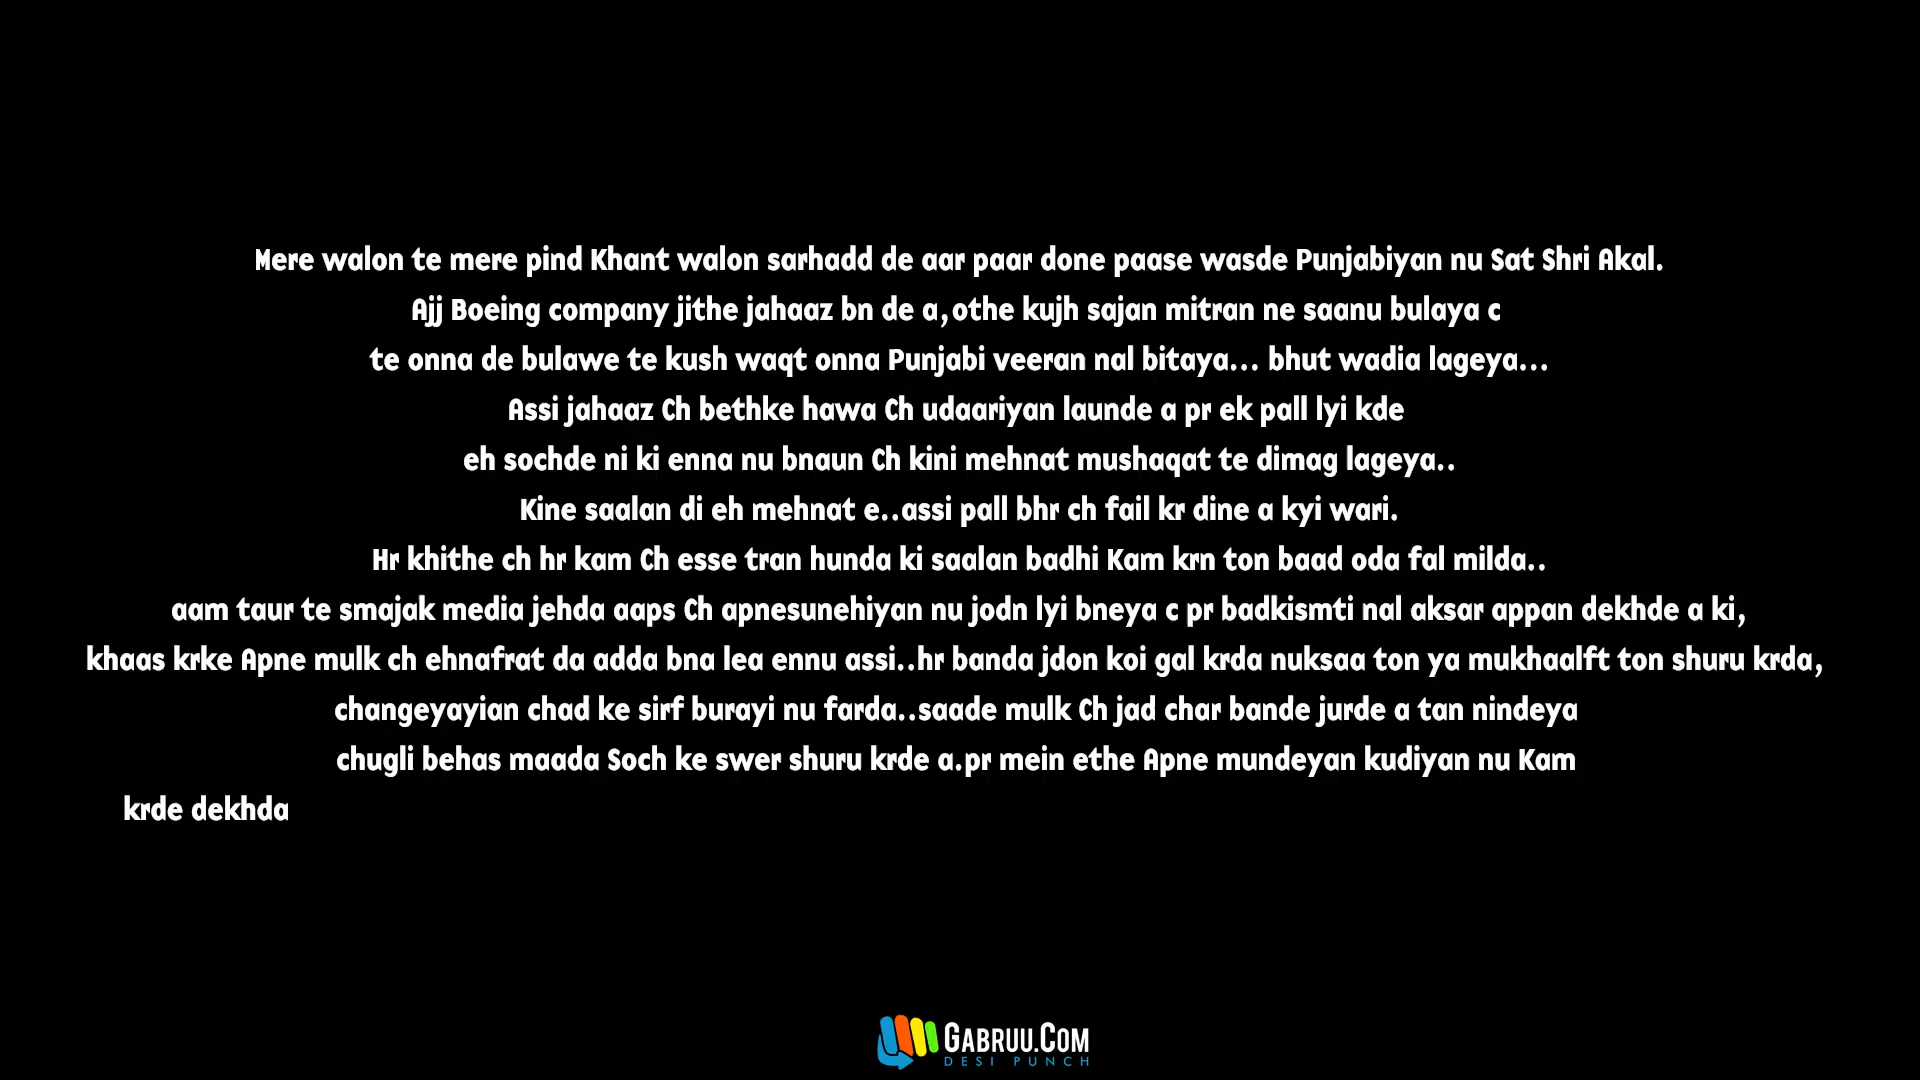 Mere walon te mere pind Khant walon sarhadd de aar paar done paase wasde Punjabiyan nu Sat Shri Akal.
Ajj Boeing company jithe jahaaz bn de a,othe kujh sajan mitran ne saanu bulaya c
te onna de bulawe te kush waqt onna Punjabi veeran nal bitaya... bhut wadia lageya...
Assi jahaaz Ch bethke hawa Ch udaariyan launde a pr ek pall lyi kde
eh sochde ni ki enna nu bnaun Ch kini mehnat mushaqat te dimag lageya..
Kine saalan di eh mehnat e..assi pall bhr ch fail kr dine a kyi wari.
Hr khithe ch hr kam Ch esse tran hunda ki saalan badhi Kam krn ton baad oda fal milda..
aam taur te smajak media jehda aaps Ch apnesunehiyan nu jodn lyi bneya c pr badkismti nal aksar appan dekhde a ki,
khaas krke Apne mulk ch ehnafrat da adda bna lea ennu assi..hr banda jdon koi gal krda nuksaa ton ya mukhaalft ton shuru krda,
changeyayian chad ke sirf burayi nu farda..saade mulk Ch jad char bande jurde a tan nindeya
chugli behas maada Soch ke swer shuru krde a.pr mein ethe Apne mundeyan kudiyan nu Kam
krde dekhda
GABRUU.COM
DESI PUNCH